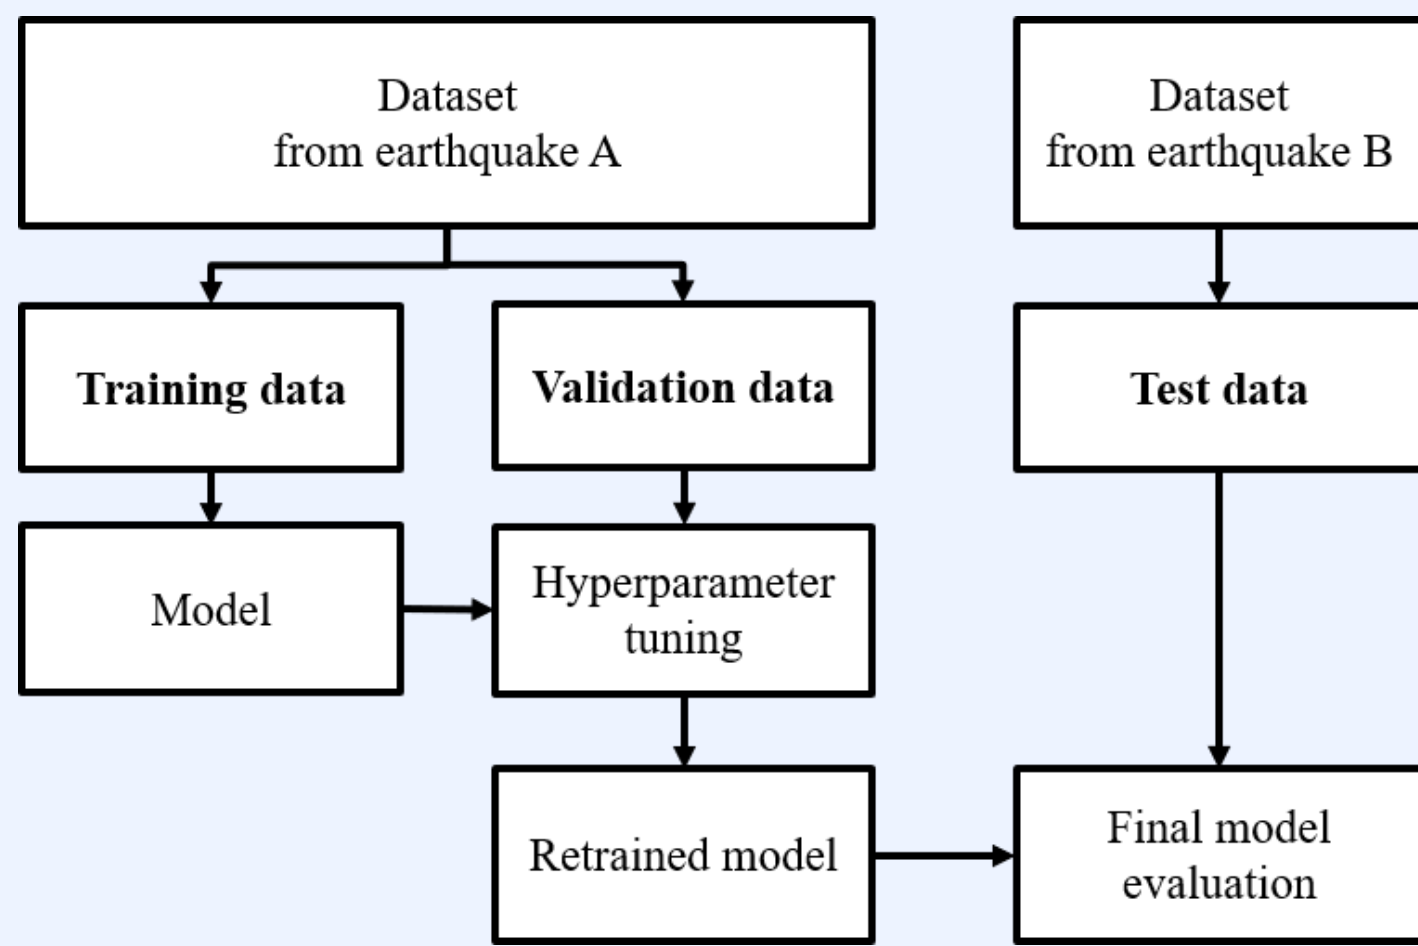 Dataset
from earthquake A
Dataset
from earthquake B
Training data
Validation data
Test data
Model
Hyperparameter
tuning
Retrained model
Final model
evaluation